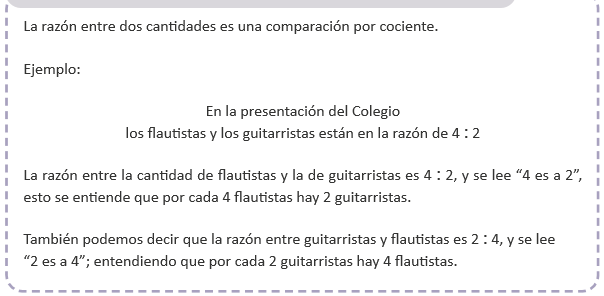 La razón entre dos cantidades es una comparación por cociente.
Ejemplo:
En la presentación del Colegio
los flautistas y los guitarristas están en la razón de 4 : 2
La razón entre la cantidad de flautistas y la de guitarristas es 4 : 2, y se lee “4 es a 2”,
esto se entiende que por cada 4 flautistas hay 2 guitarristas.
También podemos decir que la razón entre guitarristas y flautistas es 2 : 4, y se lee
“2 es a 4”; entendiendo que por cada 2 guitarristas hay 4 flautistas.